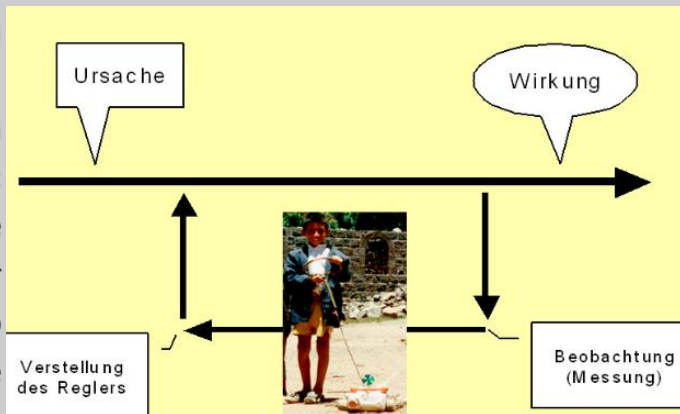 Ursache
Wirkung
Verstellung
des Reglers
Beobachtung
(Messung)